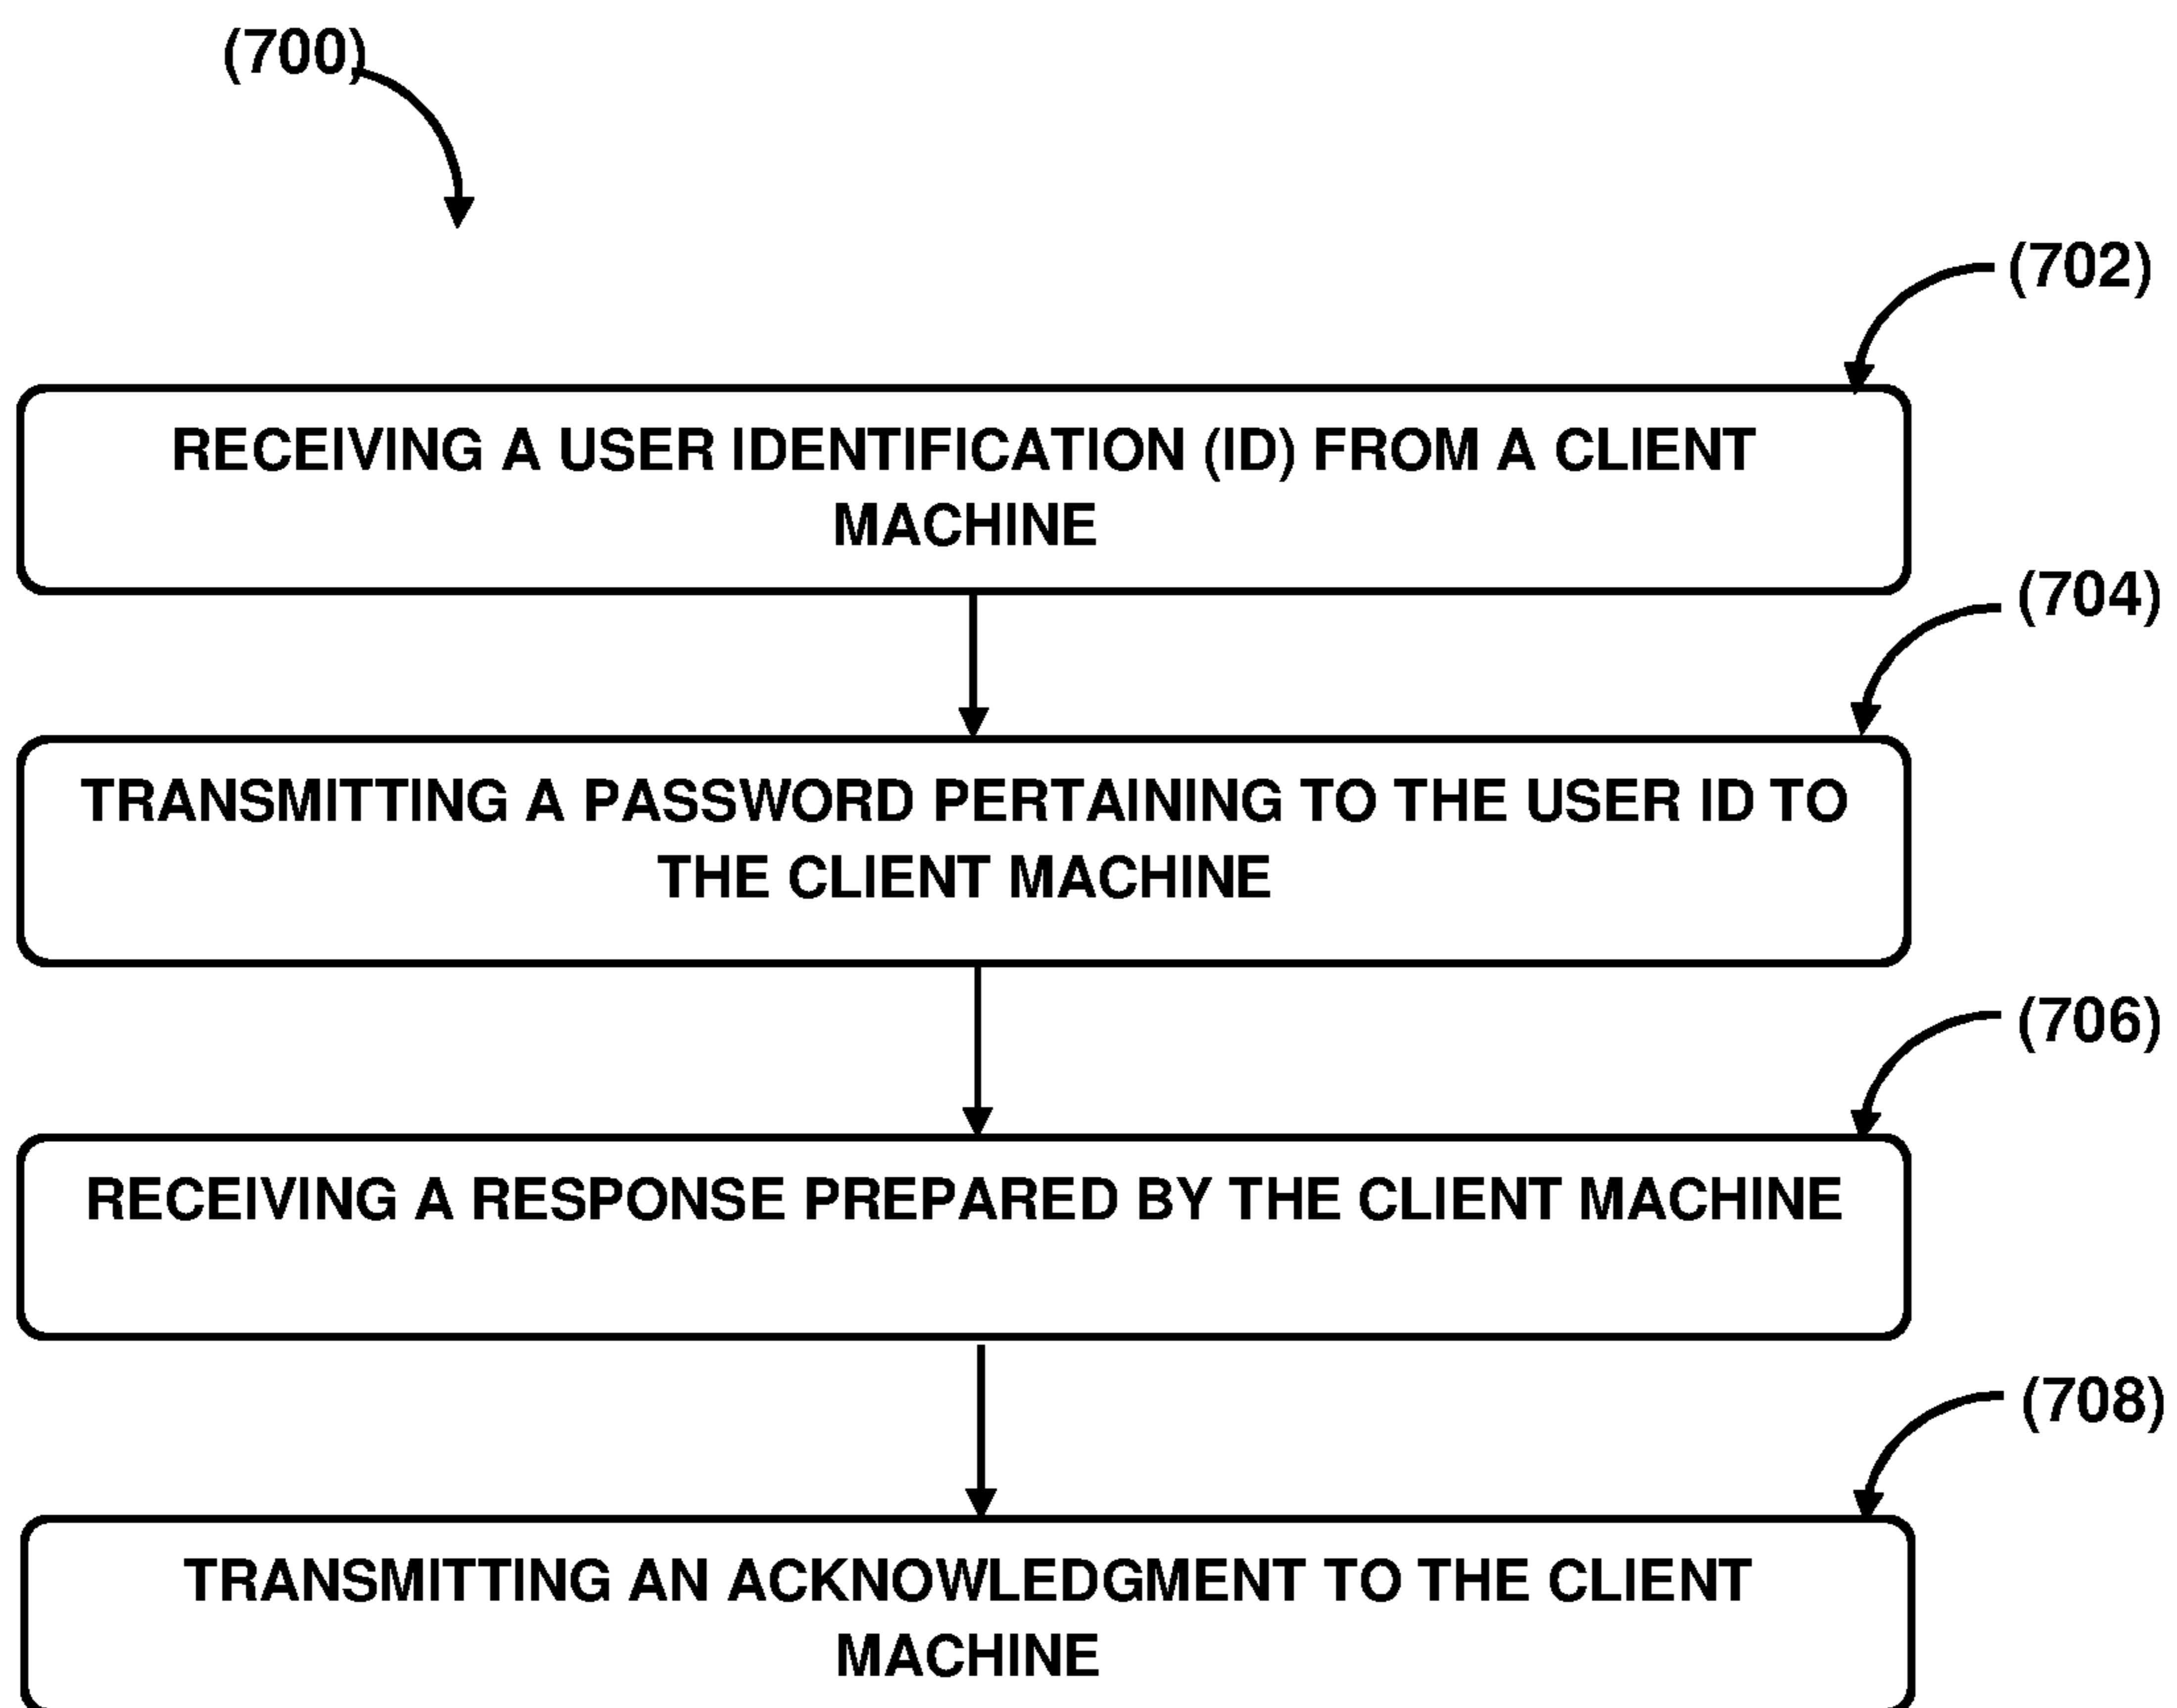 (700)
(702)
RECEIVING A USER IDENTIFICATION (ID) FROM A CLIENT
MACHINE
(704)
TRANSMITTING A PASSWORD PERTAINING TO THE USER ID TO
THE CLIENT MACHINE
(706)
RECEIVING A RESPONSE PREPARED BY THE CLIENT MACHINE
(708)
TRANSMITTING AN ACKNOWLEDGMENT TO THE CLIENT
MACHINE